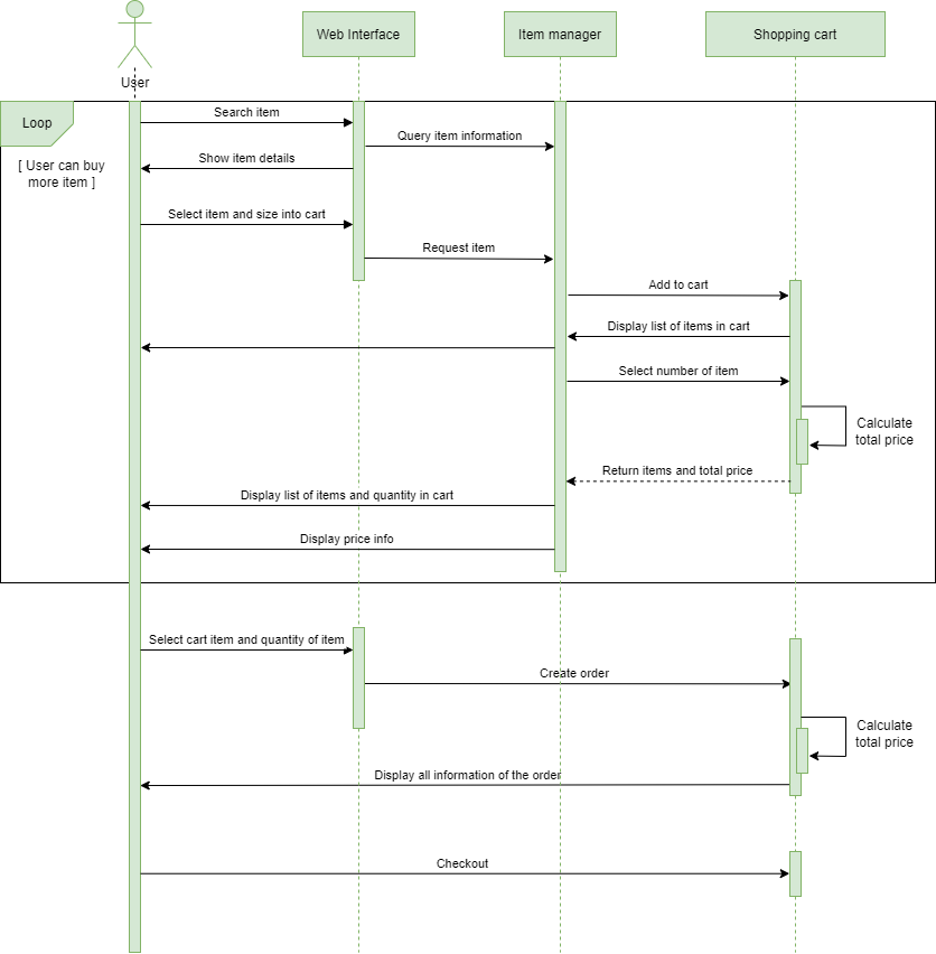 Web Interface
Item manager
Shopping cart
User
Loop
[ User can buy
more item ]
Search item
Query item information
Show item details
Select item and size into cart
Request item
Add to cart
Display list of items in cart
Select number of item
Calculate
total price
Return items and total price
Display list of items and quantity in cart
Display price info
Select cart item and quantity of item
Create order
Calculate
total price
Display all information of the order
Checkout